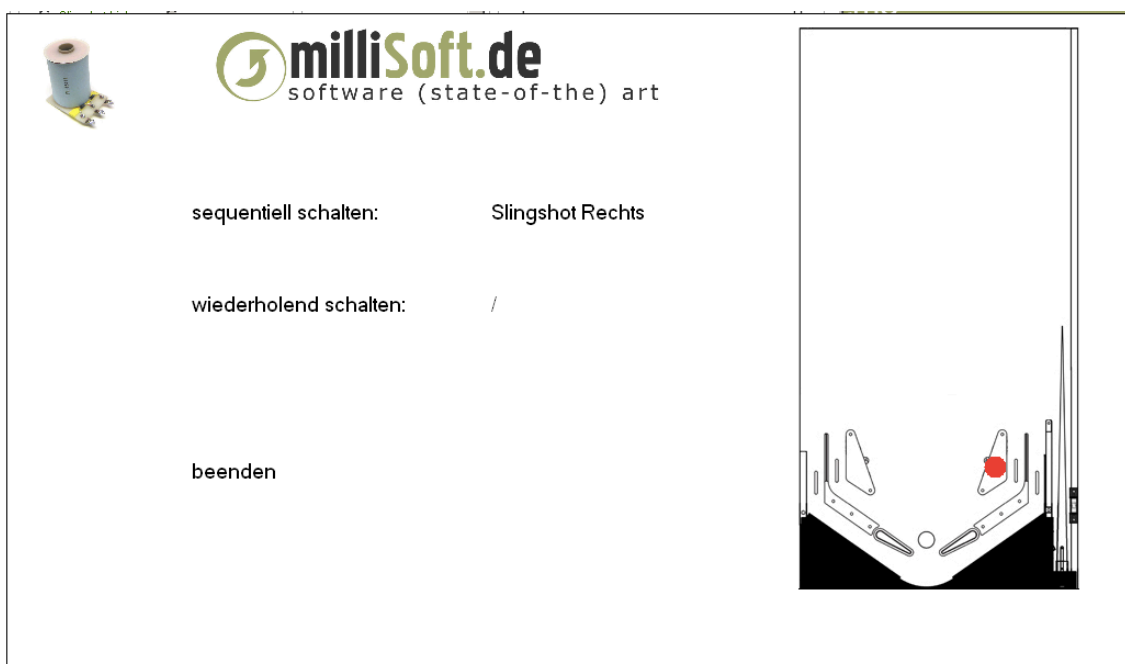 milliSoft.de
software (state-of-the) art
sequentiell schalten: Slingshot Rechts
wiederholend schalten: /
beenden